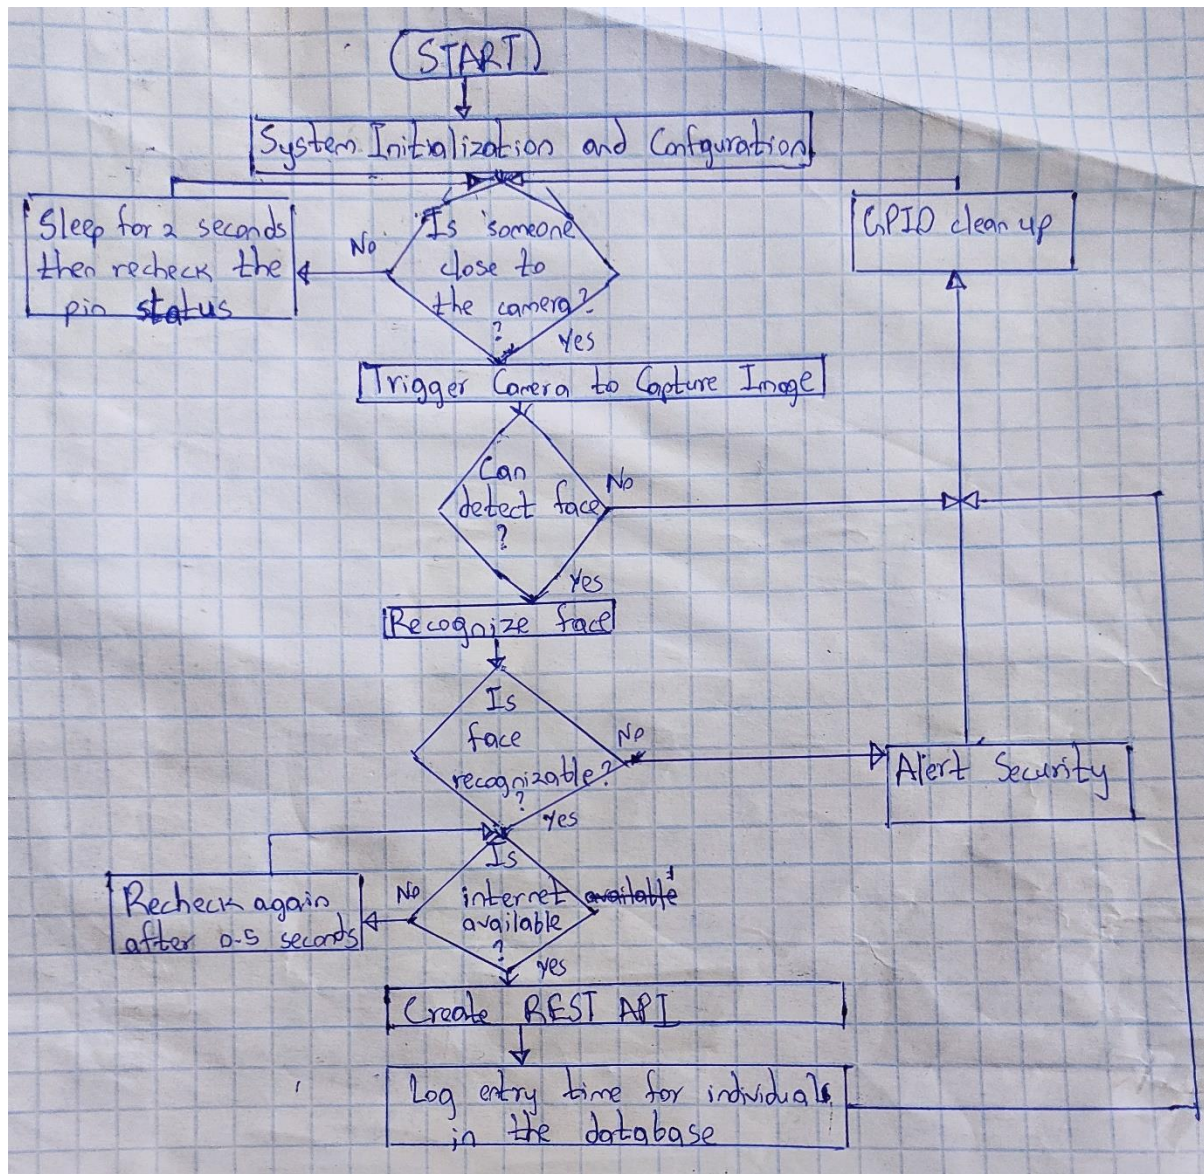 START
System Initialization and Configuration
Sleep for 2 seconds
then recheck the
pin status
No
Is someone
close to
the camera?
?
Yes
GPIO clean up
Trigger Camera to Capture Image
Can
detect face
?
No
Yes
Recognize face
Is
face
recognizable?
?
No
Yes
Alert Security
Recheck again
after 0.5 seconds
No
Is
internet available
available
?
Yes
Create REST API
Log entry time for individuals
in the database